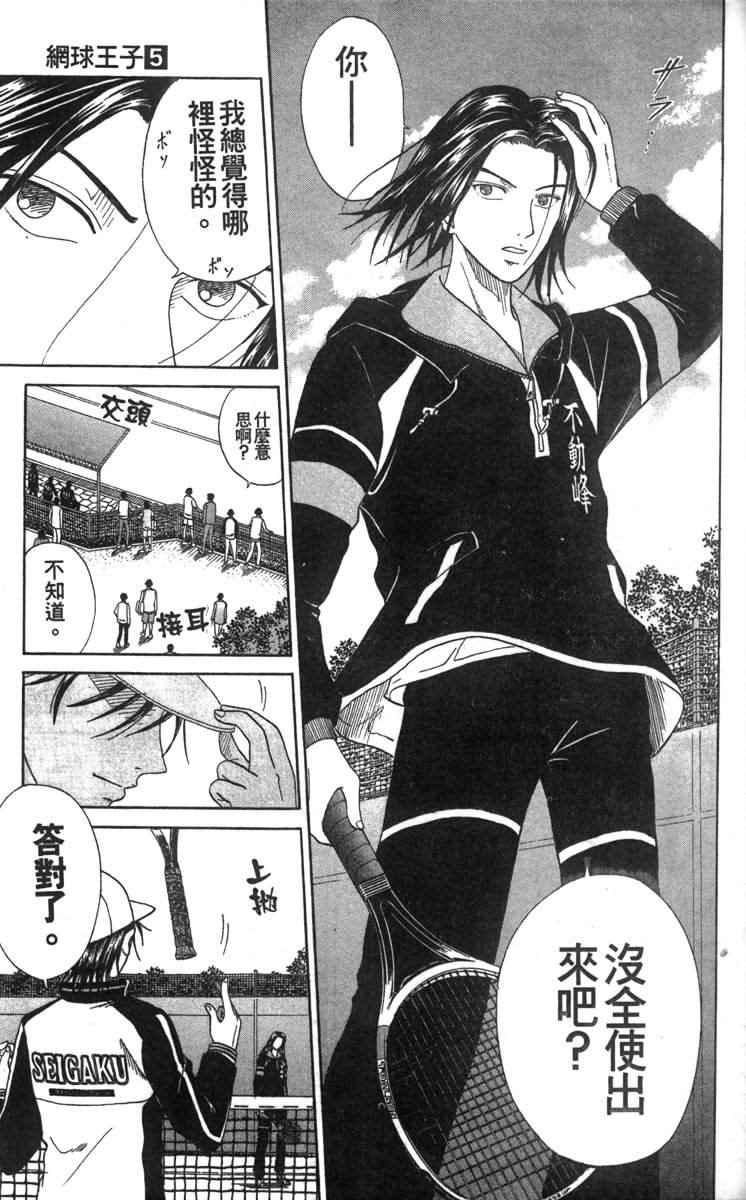 網球王子 5
サラ…
你—
不動峰
沒全使出
來吧？
我總覺得哪
裡怪怪的。
ボソッ
ボソッ
交頭
什麼意
思啊？
不知道。
接耳
上拋
答對了。
SEIGAKU